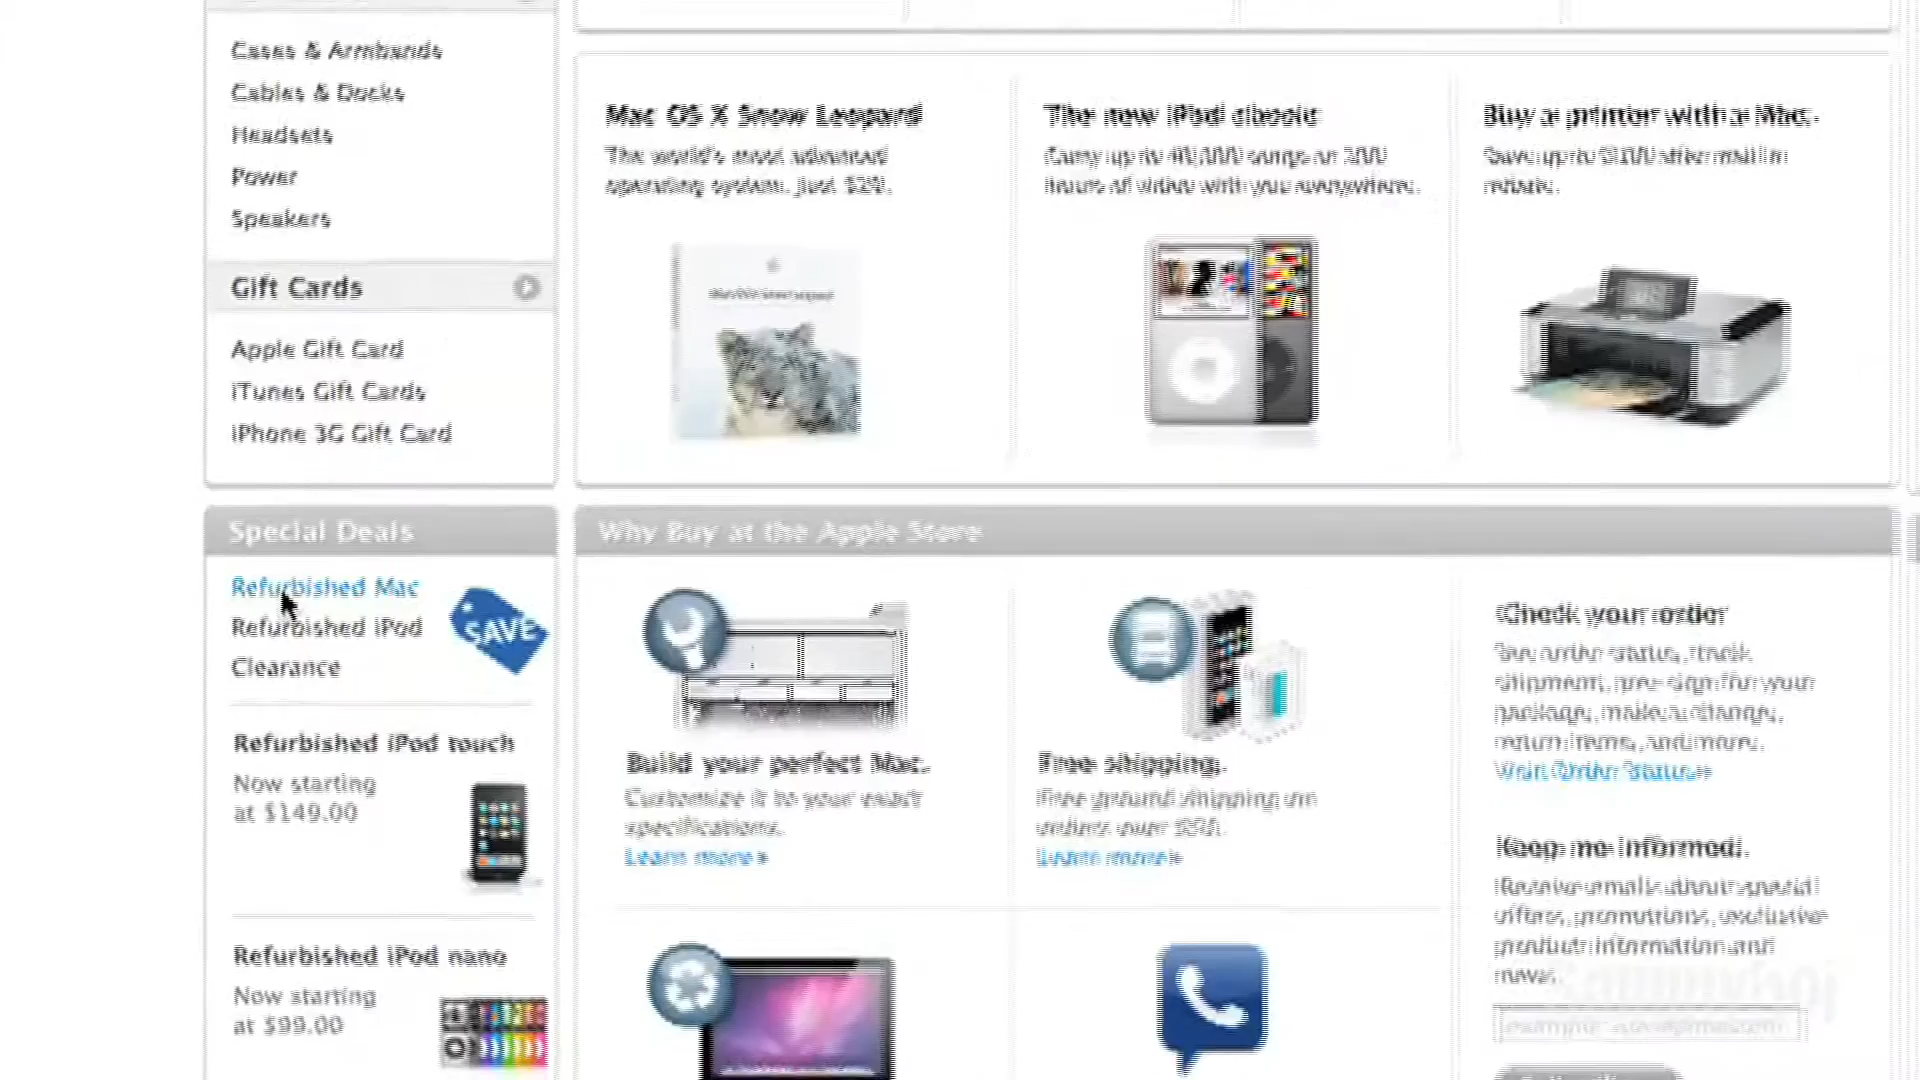 Cases & Armbands
Cables & Docks
Headsets
Power
Speakers
Gift Cards
Apple Gift Card
iTunes Gift Cards
iPhone 3G Gift Card
Special Deals
Refurbished Mac
Refurbished iPod
Clearance
SAVE
Refurbished iPod touch
Now starting
at $149.00
Refurbished iPod nano
Now starting
at $99.00
Mac OS X Snow Leopard
The world's most advanced
operating system. Just $29.
The new iPod classic
Carry up to 40,000 songs or 200
hours of video with you everywhere.
Buy a printer with a Mac.
Save up to $100 after mail in
rebate.
Why Buy at the Apple Store
Build your perfect Mac.
Customize it to your exact
specifications.
Learn more
Free shipping.
Free ground shipping on
orders over $50.
Learn more
Check your order
See order status, track
shipment, pre-sign for your
package, make a change,
return items, and more.
Visit Order Status
Keep me informed.
Receive emails about special
offers, promotions, exclusive
product information and
news.